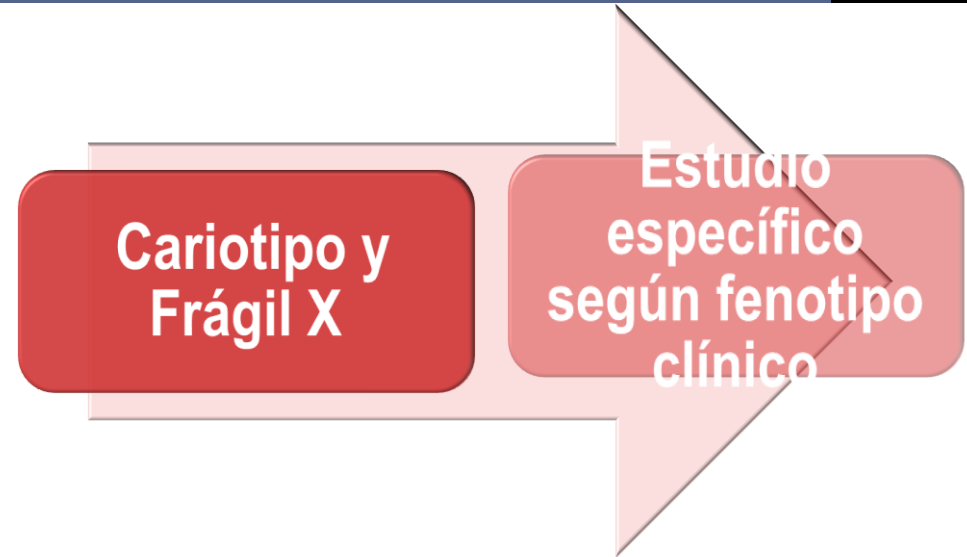 Cariotipo y
Frágil X
Estudio
específico
según fenotipo
clínico